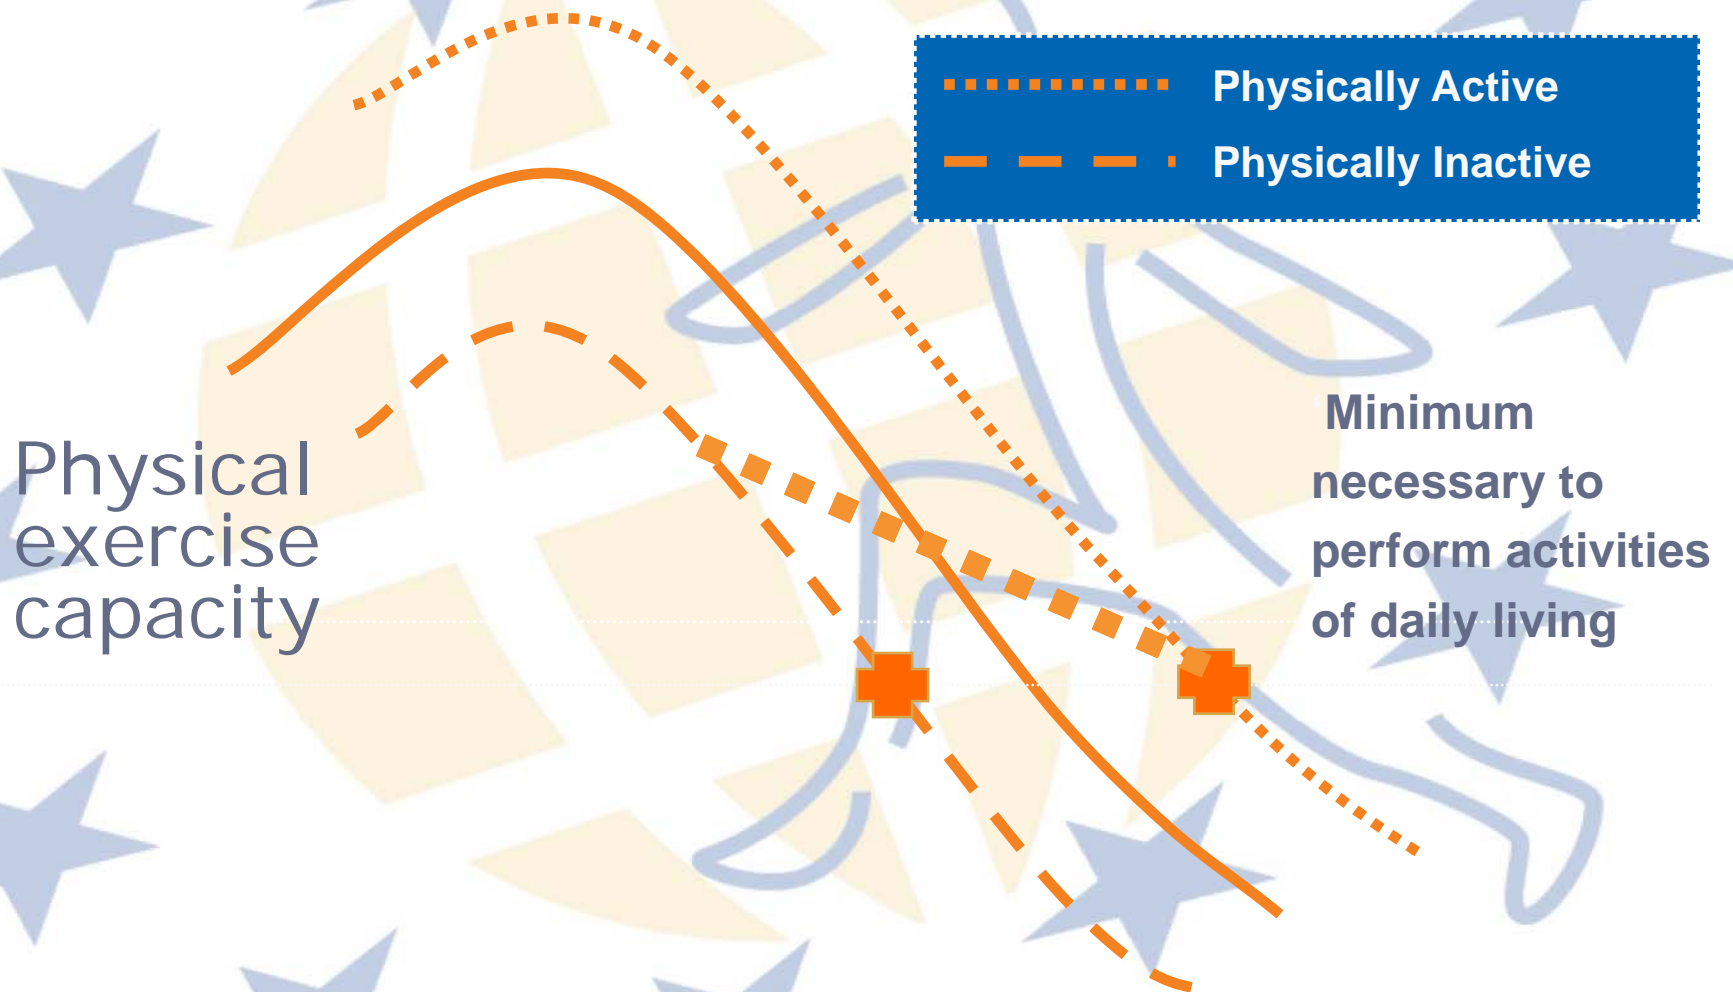 Physically Active
Physically Inactive
Physical
exercise
capacity
Minimum
necessary to
perform activities
of daily living